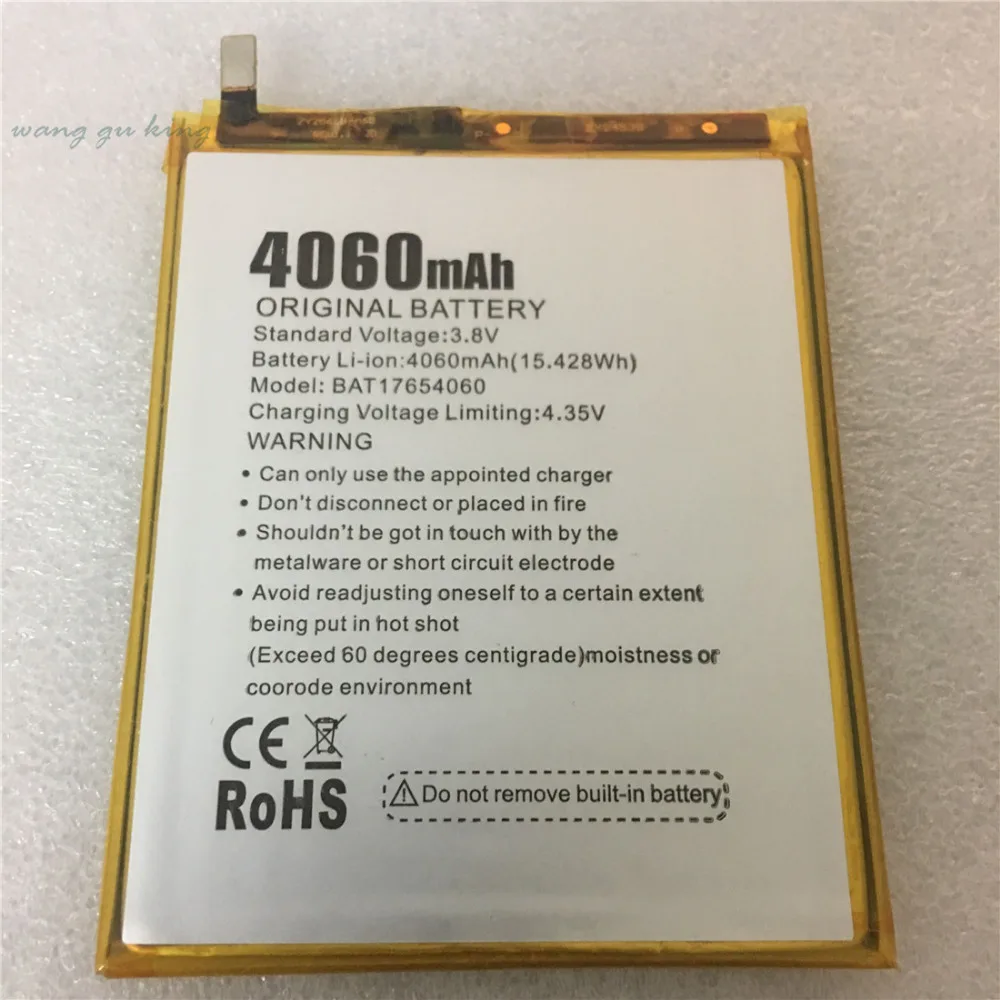 wang gu king
4060mAh
ORIGINAL BATTERY
Standard Voltage:3.8V
Battery Li-ion:4060mAh(15.428Wh)
Model: BAT17654060
Charging Voltage Limiting:4.35V
WARNING
• Can only use the appointed charger
• Don't disconnect or placed in fire
• Shouldn't be got in touch with by the
metalware or short circuit electrode
• Avoid readjusting oneself to a certain extent
being put in hot shot
(Exceed 60 degrees centigrade)moistness or
coorode environment
CE
RoHS
Do not remove built-in battery